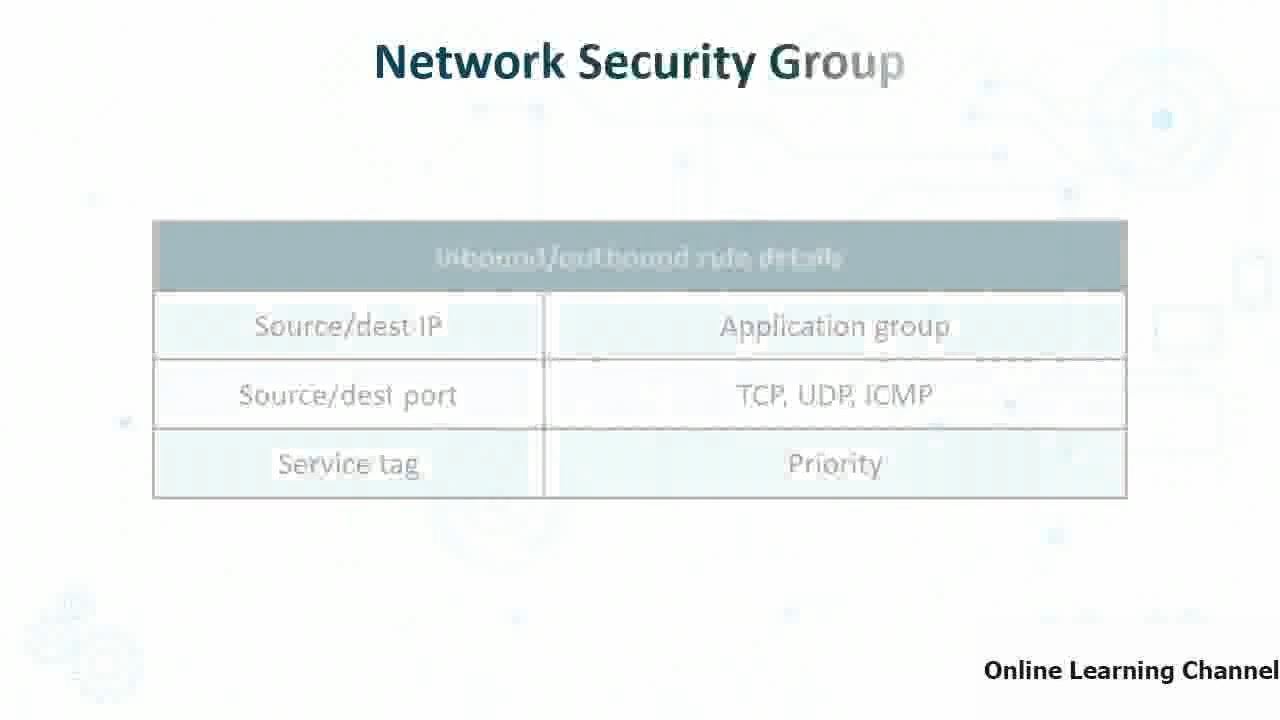 Network Security Group
Inbound/outbound rule details
Source/dest IP
Application group
Source/dest port
TCP, UDP, ICMP
Service tag
Priority
Online Learning Channel